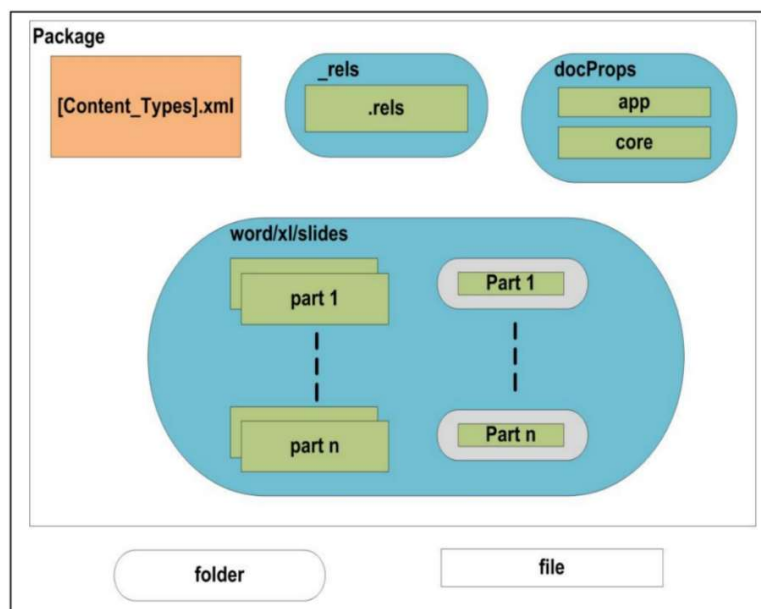 Package
[Content_Types].xml
_rels
.rels
docProps
app
core
word/xl/slides
part 1
Part 1
part n
Part n
folder
file